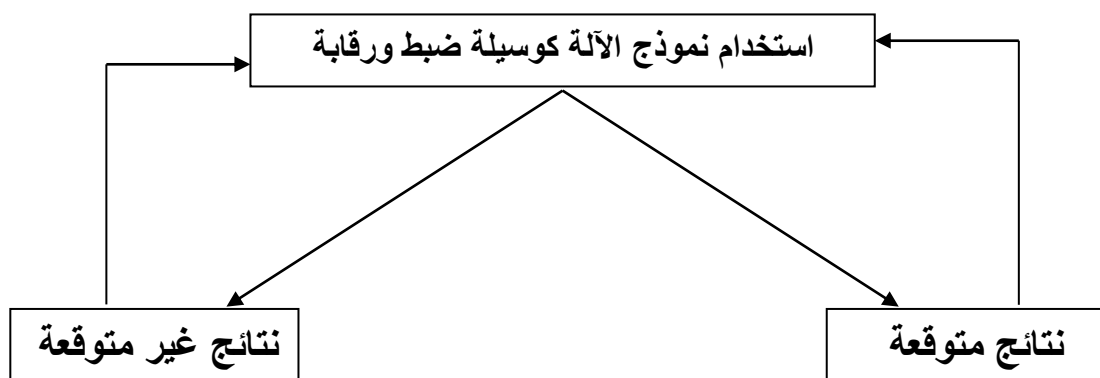 استخدام نموذج الآلة كوسيلة ضبط ورقابة
نتائج متوقعة
نتائج غير متوقعة